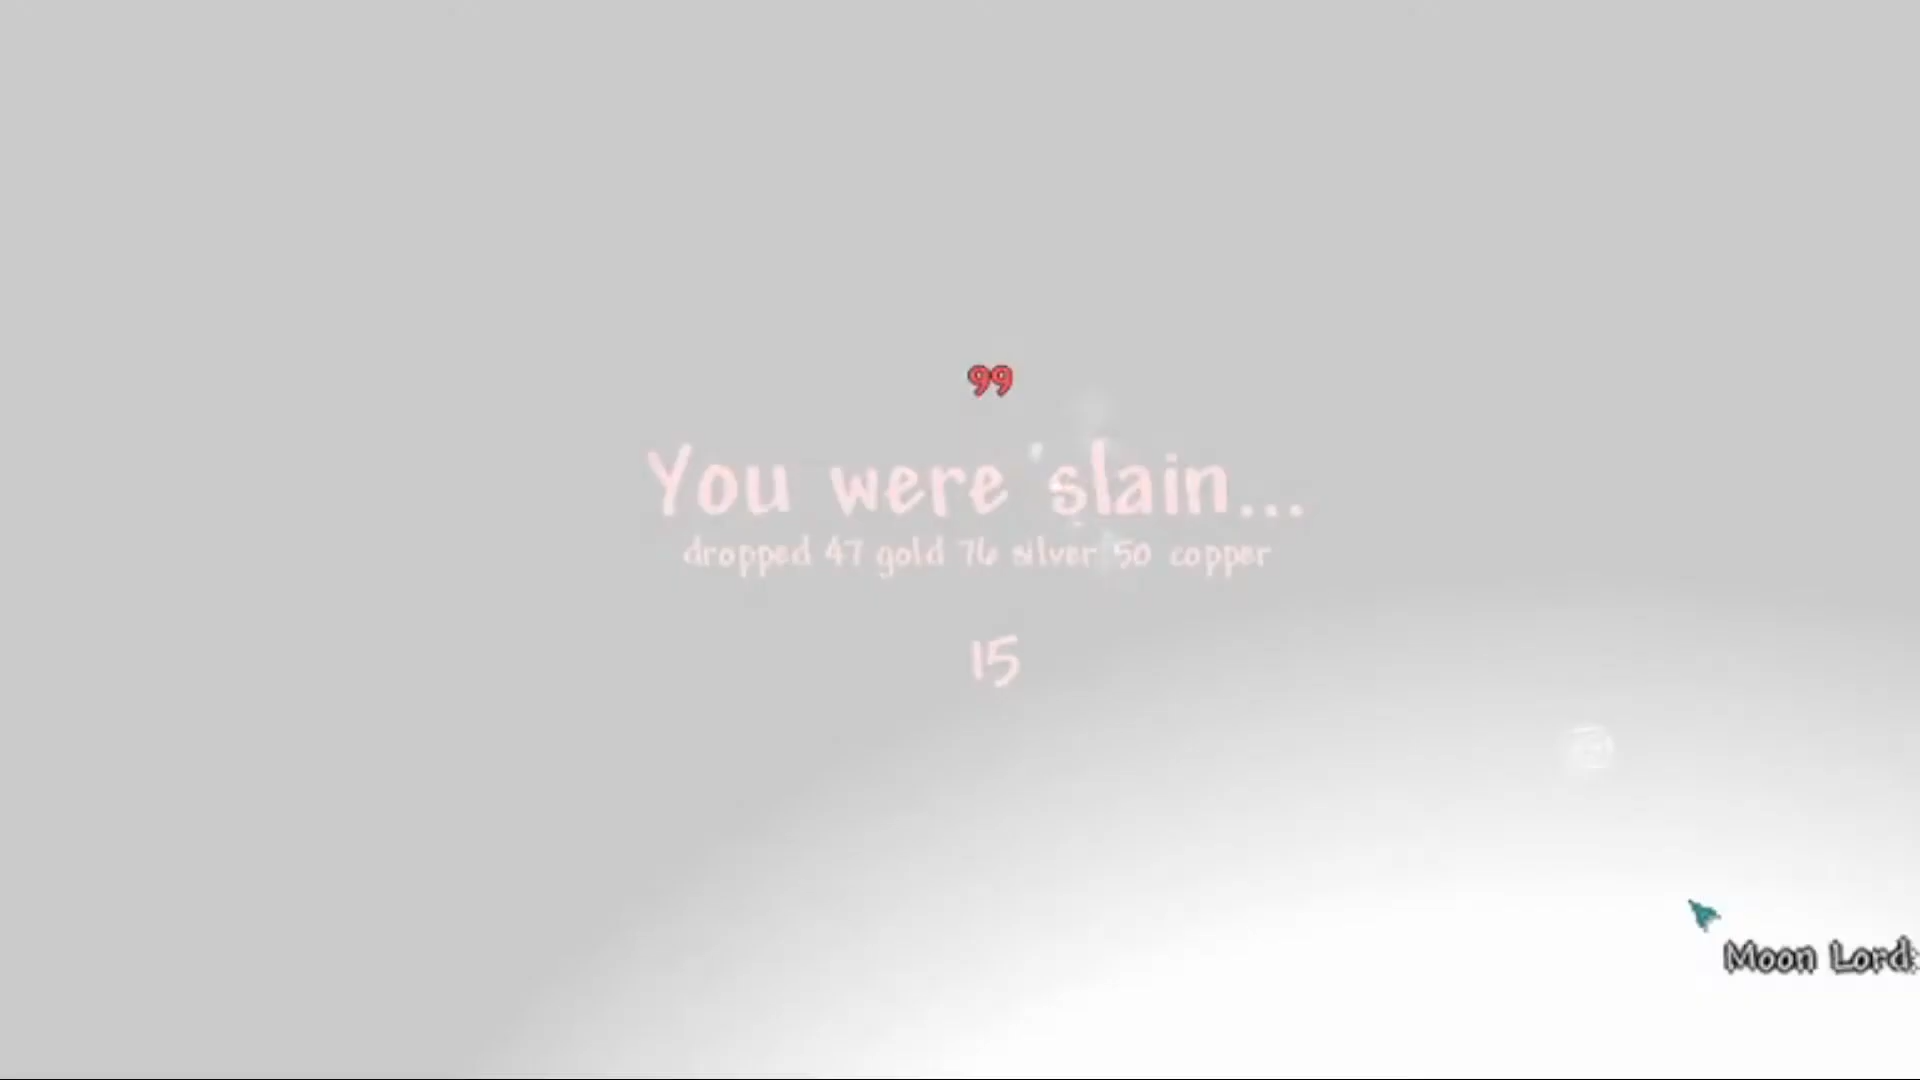 99
You were slain...
dropped 47 gold 76 silver 50 copper
15
Moon Lord: